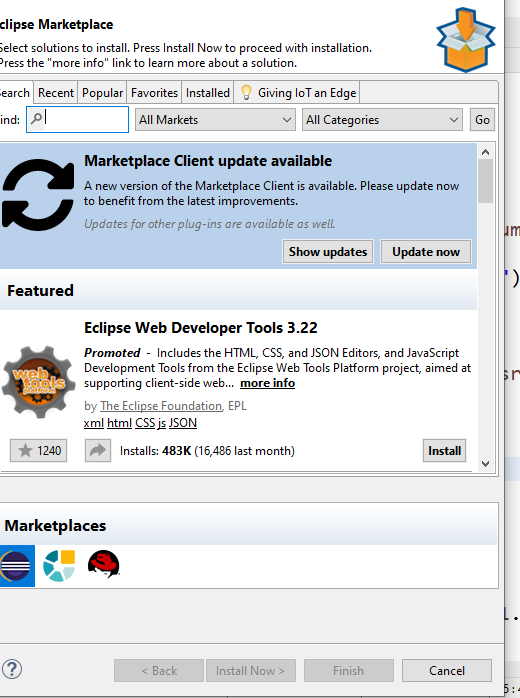 clipse Marketplace
Select solutions to install. Press Install Now to proceed with installation.
Press the "more info" link to learn more about a solution.
Search Recent Popular Favorites Installed Giving IoT an Edge
ind: All Markets All Categories Go
Marketplace Client update available
A new version of the Marketplace Client is available. Please update now
to benefit from the latest improvements.
Updates for other plug-ins are available as well.
Show updates Update now
Featured
Eclipse Web Developer Tools 3.22
Promoted - Includes the HTML, CSS, and JSON Editors, and JavaScript
Development Tools from the Eclipse Web Tools Platform project, aimed at
supporting client-side web... more info
by The Eclipse Foundation, EPL
xml html CSS js JSON
1240 Installs: 483K (16,486 last month) Install
web
tools
platform
Marketplaces
? < Back Install Now > Finish Cancel
um
")
sr